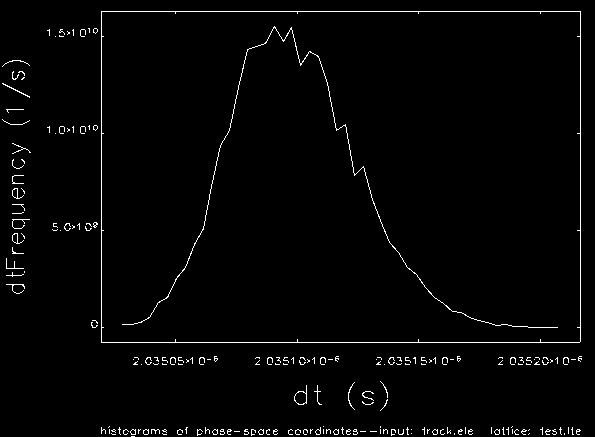 dtFrequency (1/s)
1.5×10¹⁰
1.0×10¹⁰
5.0×10⁹
0
2.03505×10⁻⁶ 2.03510×10⁻⁶ 2.03515×10⁻⁶ 2.03520×10⁻⁶
dt (s)
histograms of phase-space coordinates--input: track.ele lattice: test.lte